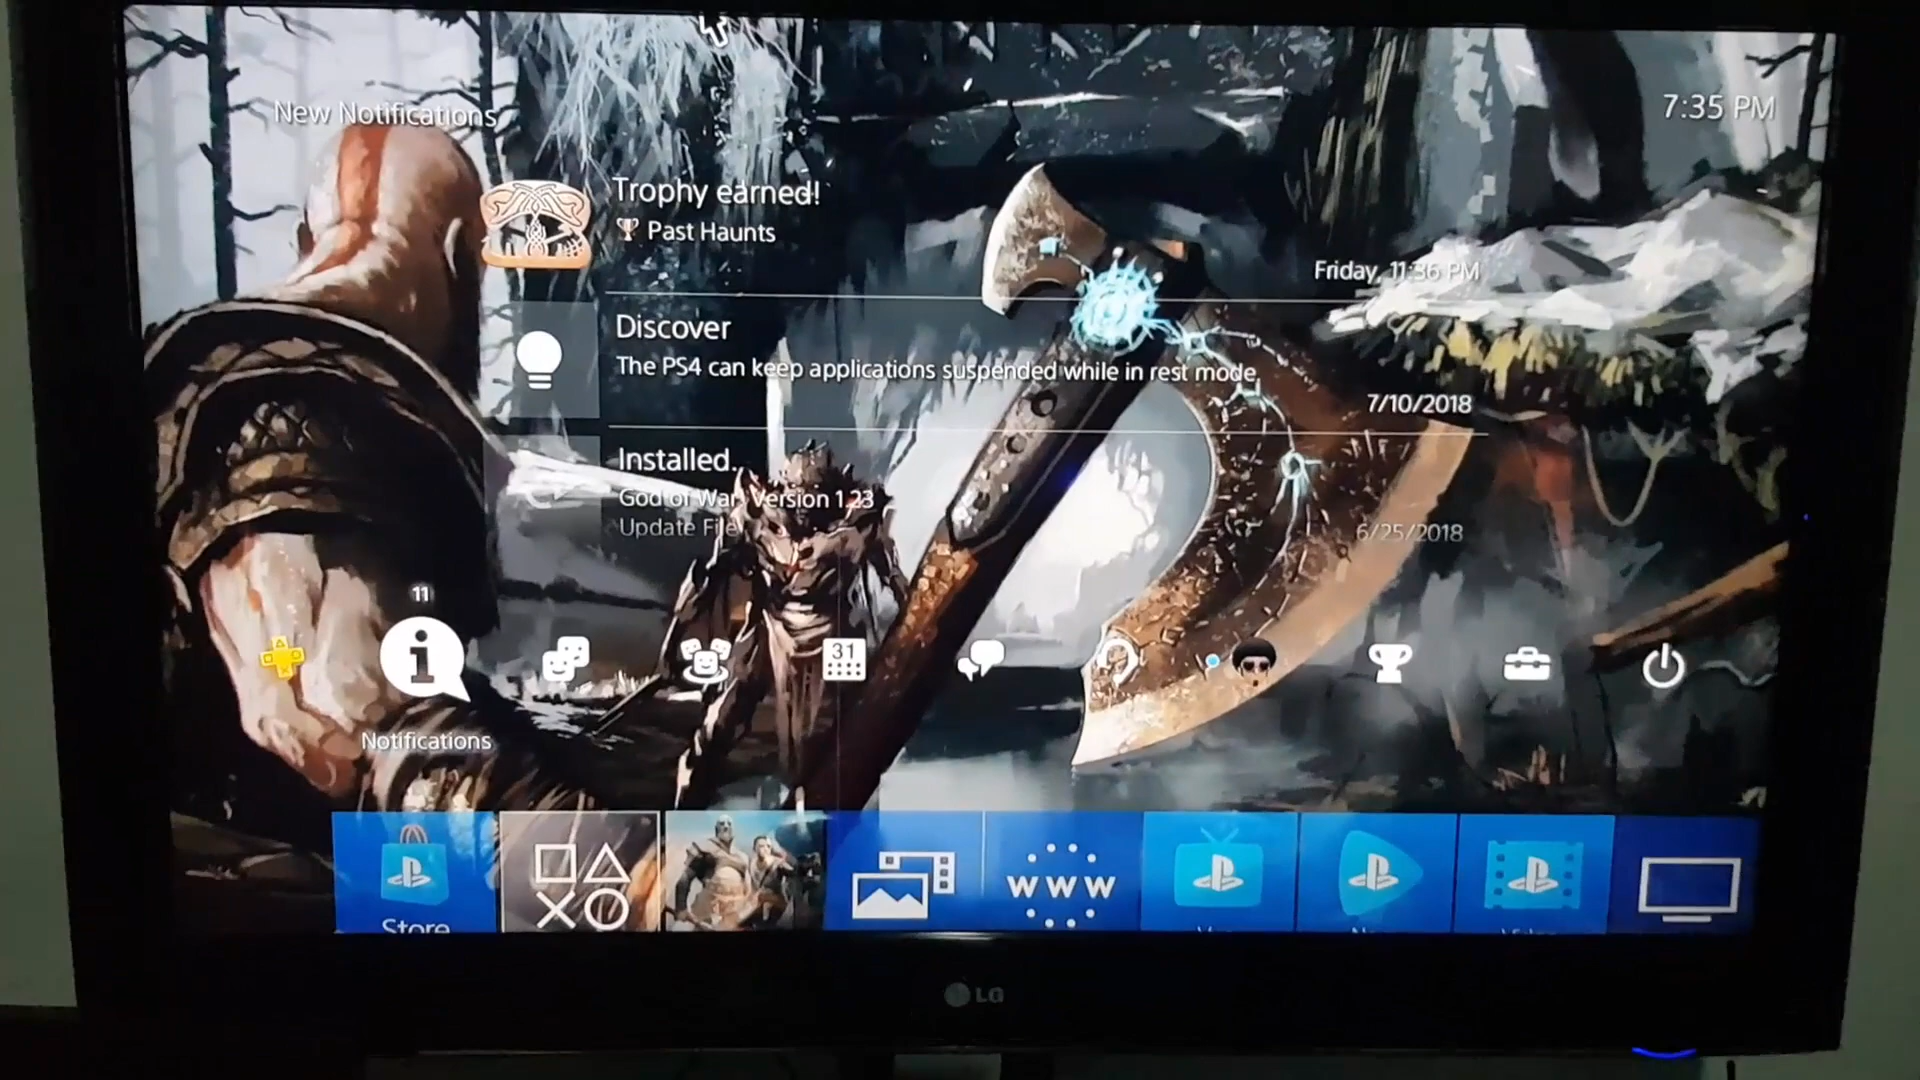 New Notifications
7:35 PM
Trophy earned!
Past Haunts
Friday, 11:36 PM
Discover
The PS4 can keep applications suspended while in rest mode.
7/10/2018
Installed.
God of War Version 1.23
Update File
6/25/2018
11
31
Notifications
www
Store
LG